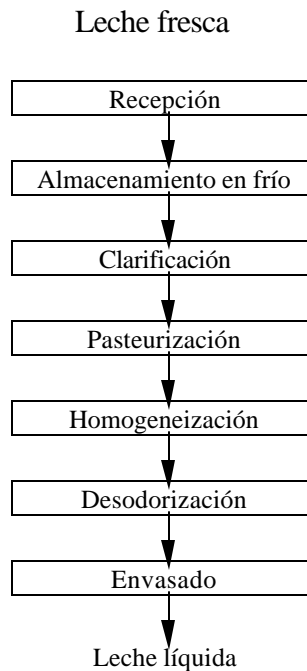 Leche fresca
Recepción
Almacenamiento en frío
Clarificación
Pasteurización
Homogeneización
Desodorización
Envasado
Leche líquida